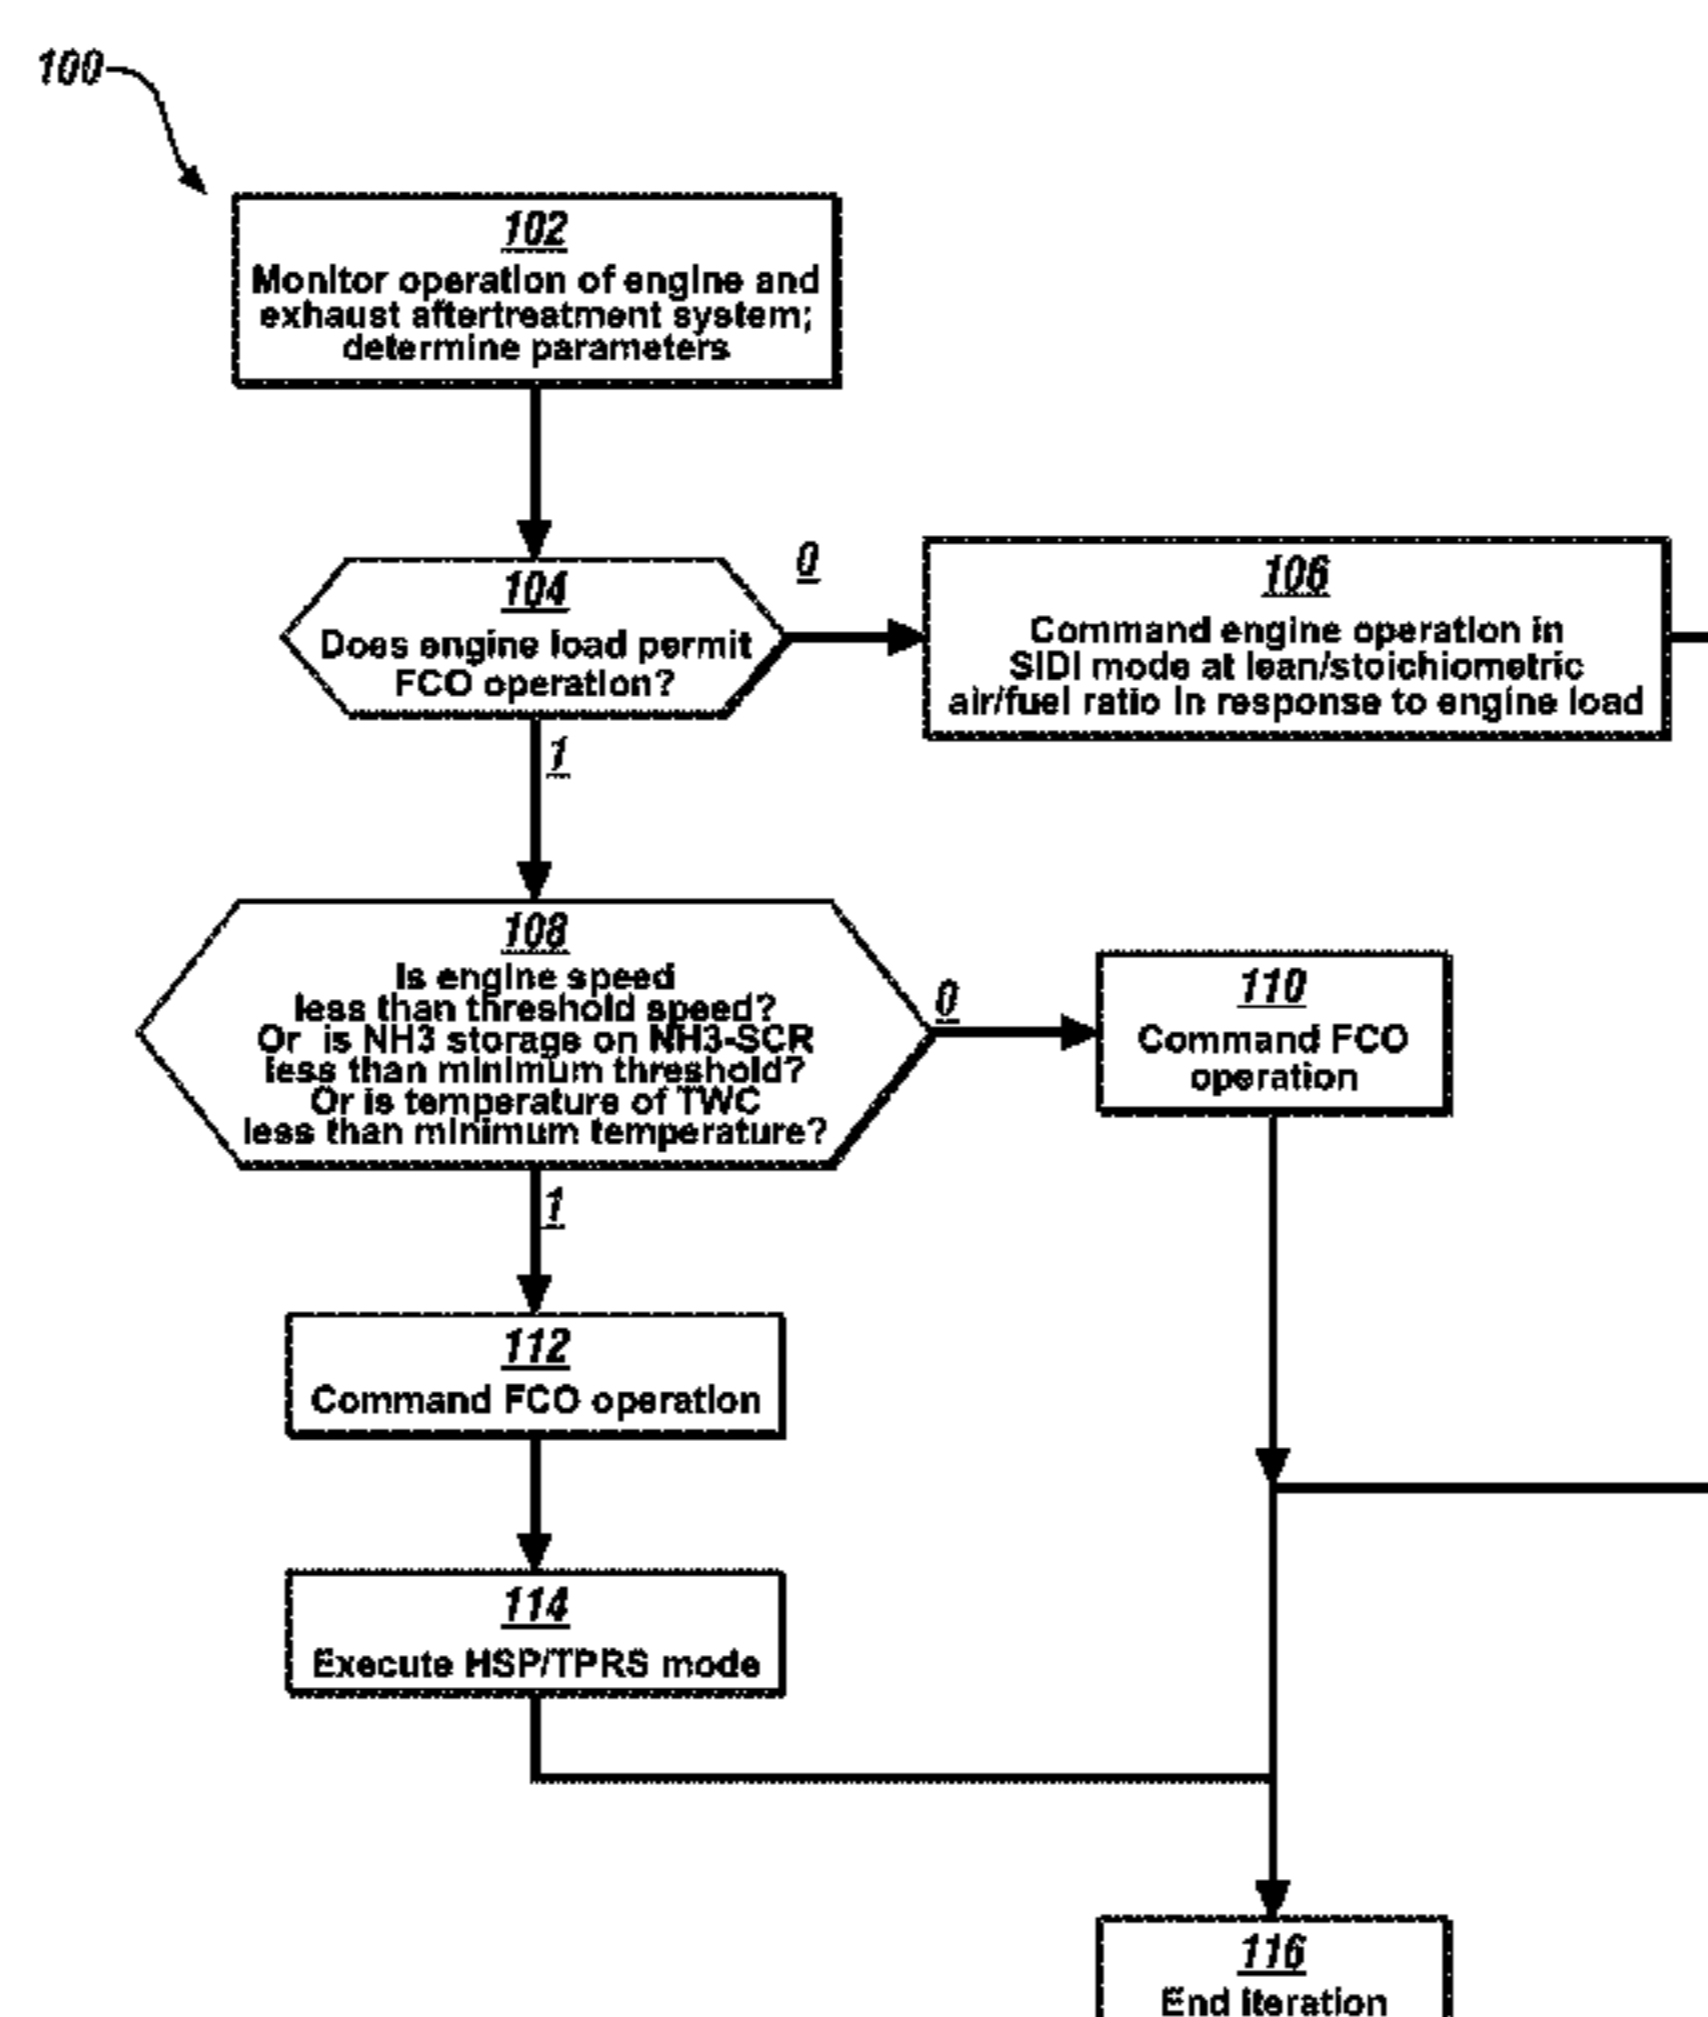 100
102
Monitor operation of engine and
exhaust aftertreatment system;
determine parameters
104
Does engine load permit
FCO operation?
0
1
106
Command engine operation in
SIDI mode at lean/stoichiometric
air/fuel ratio in response to engine load
108
Is engine speed
less than threshold speed?
Or is NH3 storage on NH3-SCR
less than minimum threshold?
Or is temperature of TWC
less than minimum temperature?
0
1
110
Command FCO
operation
112
Command FCO operation
114
Execute HSP/TPRS mode
116
End iteration